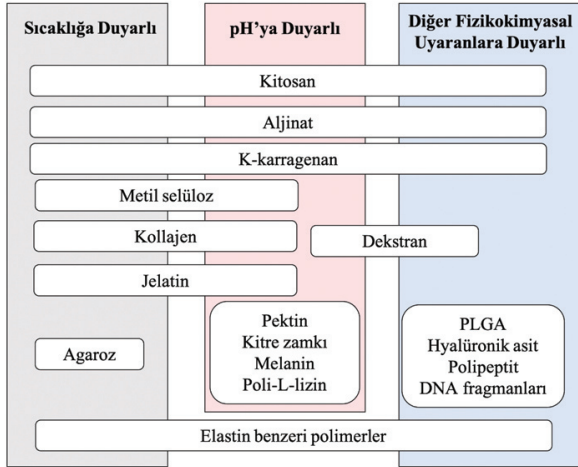 Sıcaklığa Duyarlı
pH’ya Duyarlı
Diğer Fizikokimyasal
Uyaranlara Duyarlı
Kitosan
Aljinat
K-karragenan
Metil selüloz
Kollajen
Dekstran
Jelatin
Agaroz
Pektin
Kitre zamkı
Melanin
Poli-L-lizin
PLGA
Hyalüronik asit
Polipeptit
DNA fragmanları
Elastin benzeri polimerler